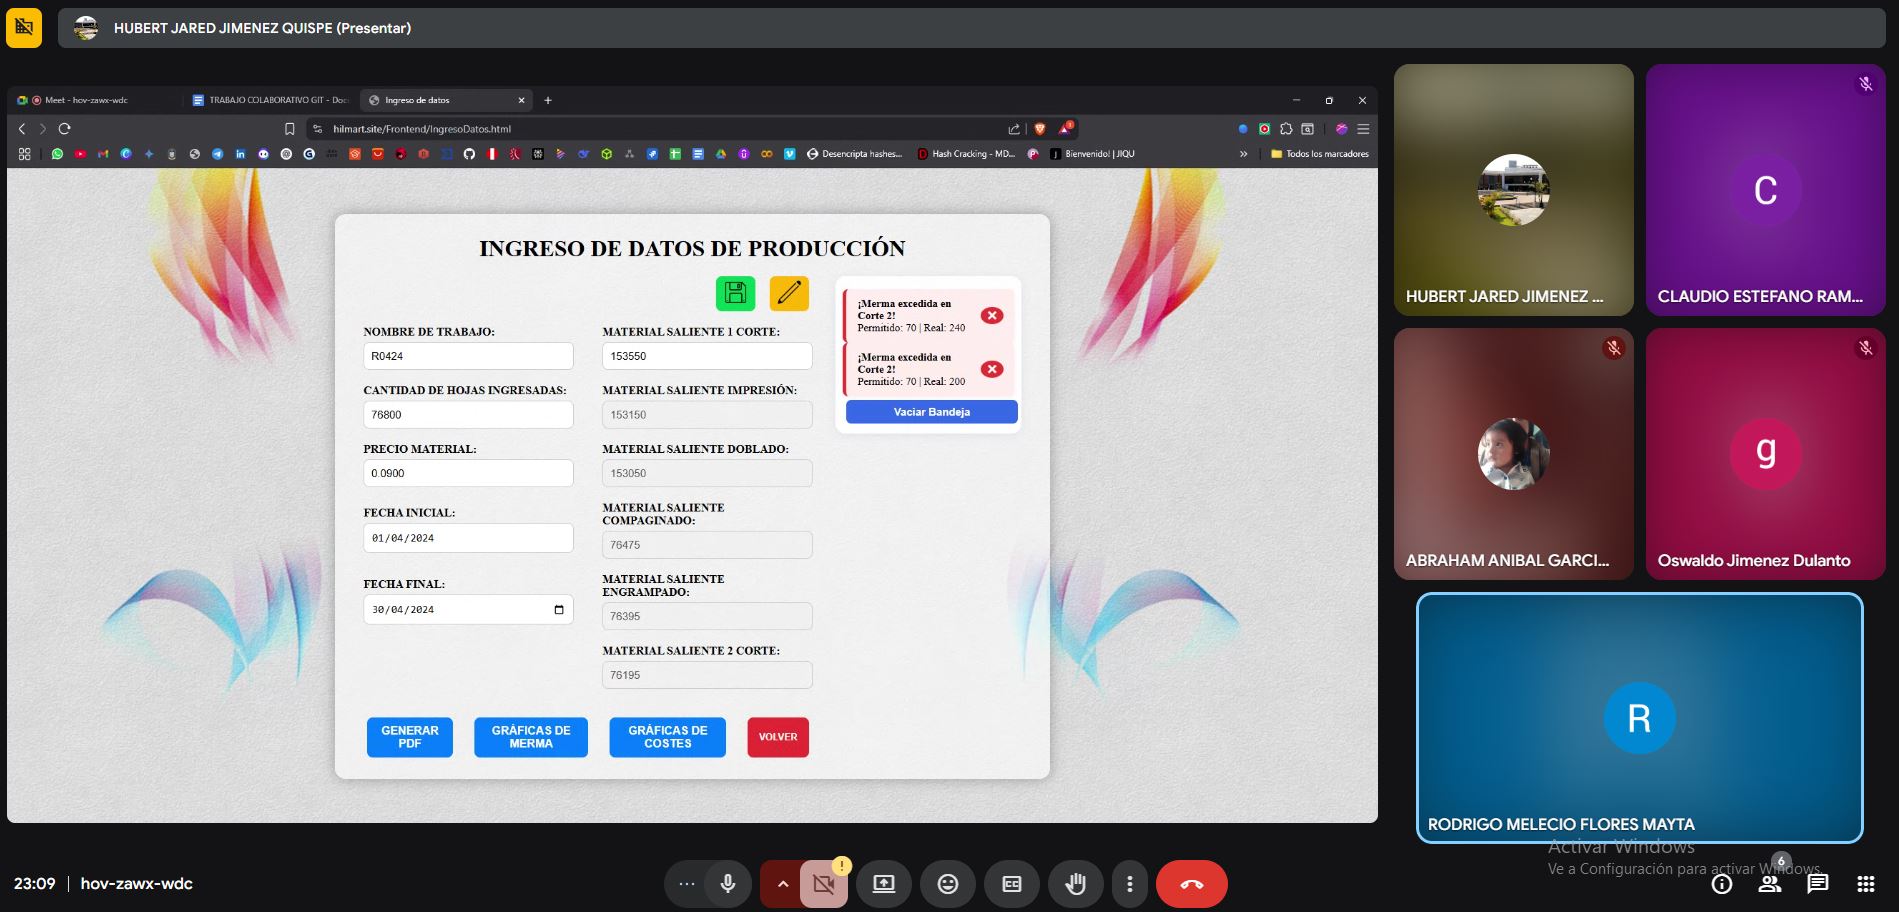 HUBERT JARED JIMENEZ QUISPE (Presentar)
Meet - hov-zawx-wdc
TRABAJO COLABORATIVO GIT - Doc
Ingreso de datos
hilmart.site/Frontend/IngresoDatos.html
Desencripta hashes...
Hash Cracking - MD...
Bienvenido! | JIQU
Todos los marcadores
INGRESO DE DATOS DE PRODUCCIÓN
NOMBRE DE TRABAJO:
R0424
CANTIDAD DE HOJAS INGRESADAS:
76800
PRECIO MATERIAL:
0.0900
FECHA INICIAL:
01/04/2024
FECHA FINAL:
30/04/2024
MATERIAL SALIENTE 1 CORTE:
153550
MATERIAL SALIENTE IMPRESIÓN:
153150
MATERIAL SALIENTE DOBLADO:
153050
MATERIAL SALIENTE
COMPAGINADO:
76475
MATERIAL SALIENTE
ENGRAMPADO:
76395
MATERIAL SALIENTE 2 CORTE:
76195
¡Merma excedida en
Corte 2!
Permitido: 70 | Real: 240
¡Merma excedida en
Corte 2!
Permitido: 70 | Real: 200
Vaciar Bandeja
GENERAR
PDF
GRÁFICAS DE
MERMA
GRÁFICAS DE
COSTES
VOLVER
HUBERT JARED JIMENEZ ...
C
CLAUDIO ESTEFANO RAM...
ABRAHAM ANIBAL GARCI...
g
Oswaldo Jimenez Dulanto
R
RODRIGO MELECIO FLORES MAYTA
Activar Windows
Ve a Configuración para activar Windows.
23:09 | hov-zawx-wdc
6